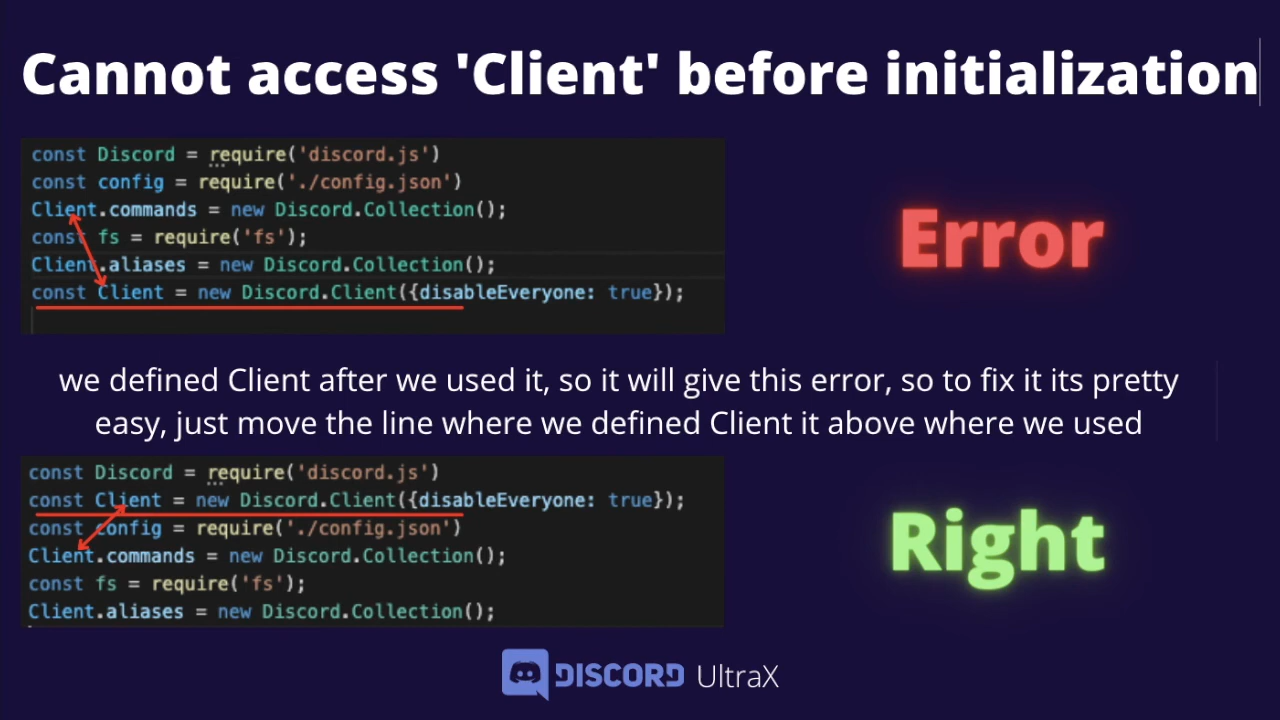 Cannot access 'Client' before initialization
const Discord = require('discord.js')
const config = require('./config.json')
Client.commands = new Discord.Collection();
const fs = require('fs');
Client.aliases = new Discord.Collection();
const Client = new Discord.Client({disableEveryone: true});
Error
we defined Client after we used it, so it will give this error, so to fix it its pretty
easy, just move the line where we defined Client it above where we used
const Discord = require('discord.js')
const Client = new Discord.Client({disableEveryone: true});
const config = require('./config.json')
Client.commands = new Discord.Collection();
const fs = require('fs');
Client.aliases = new Discord.Collection();
Right
DISCORD UltraX